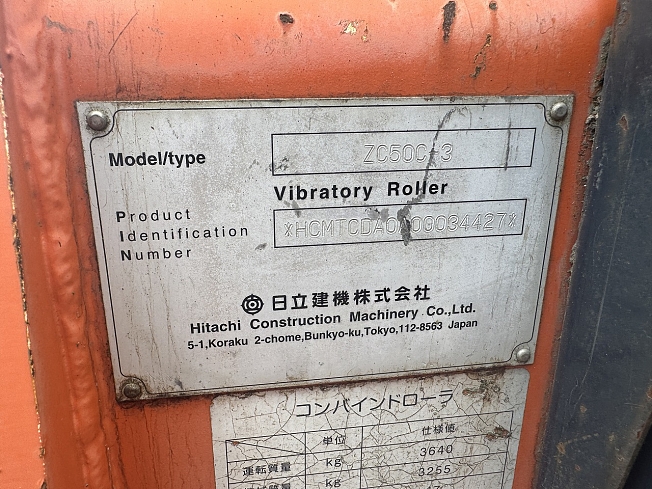 Model/type ZC50C-3
Vibratory Roller
Product
Identification
Number
日立建機株式会社
Hitachi Construction Machinery Co.,Ltd.
5-1,Koraku 2-chome,Bunkyo-ku,Tokyo,112-8563 Japan
コンバインドローラ
単位 仕様値
運転質量 kg 3640
kg 3255